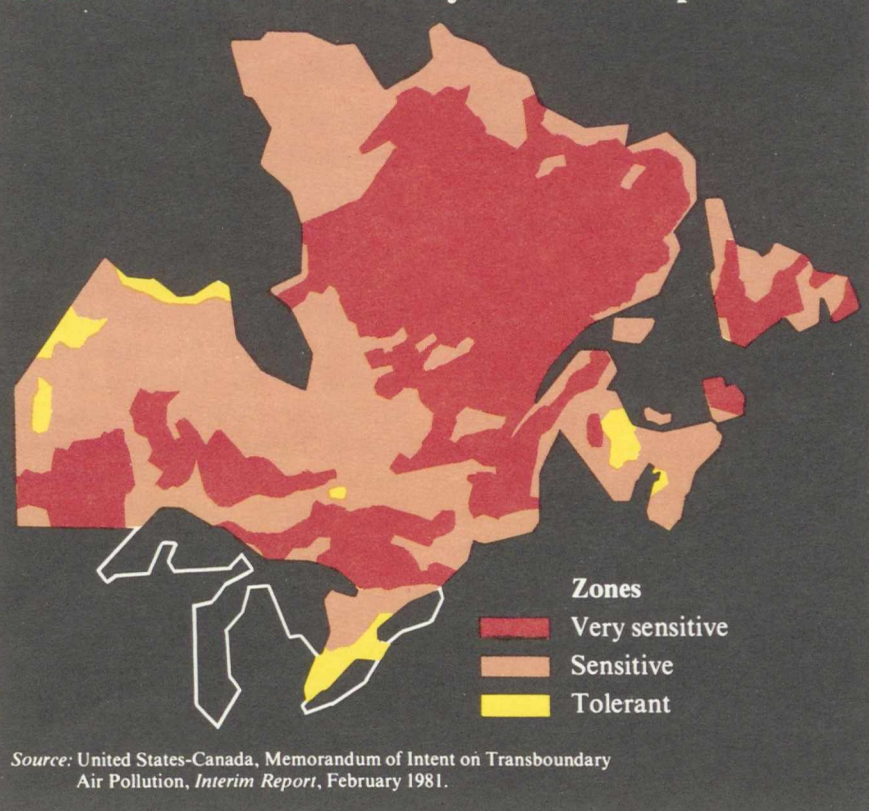 Zones
Very sensitive
Sensitive
Tolerant
Source: United States-Canada, Memorandum of Intent on Transboundary
Air Pollution, Interim Report, February 1981.